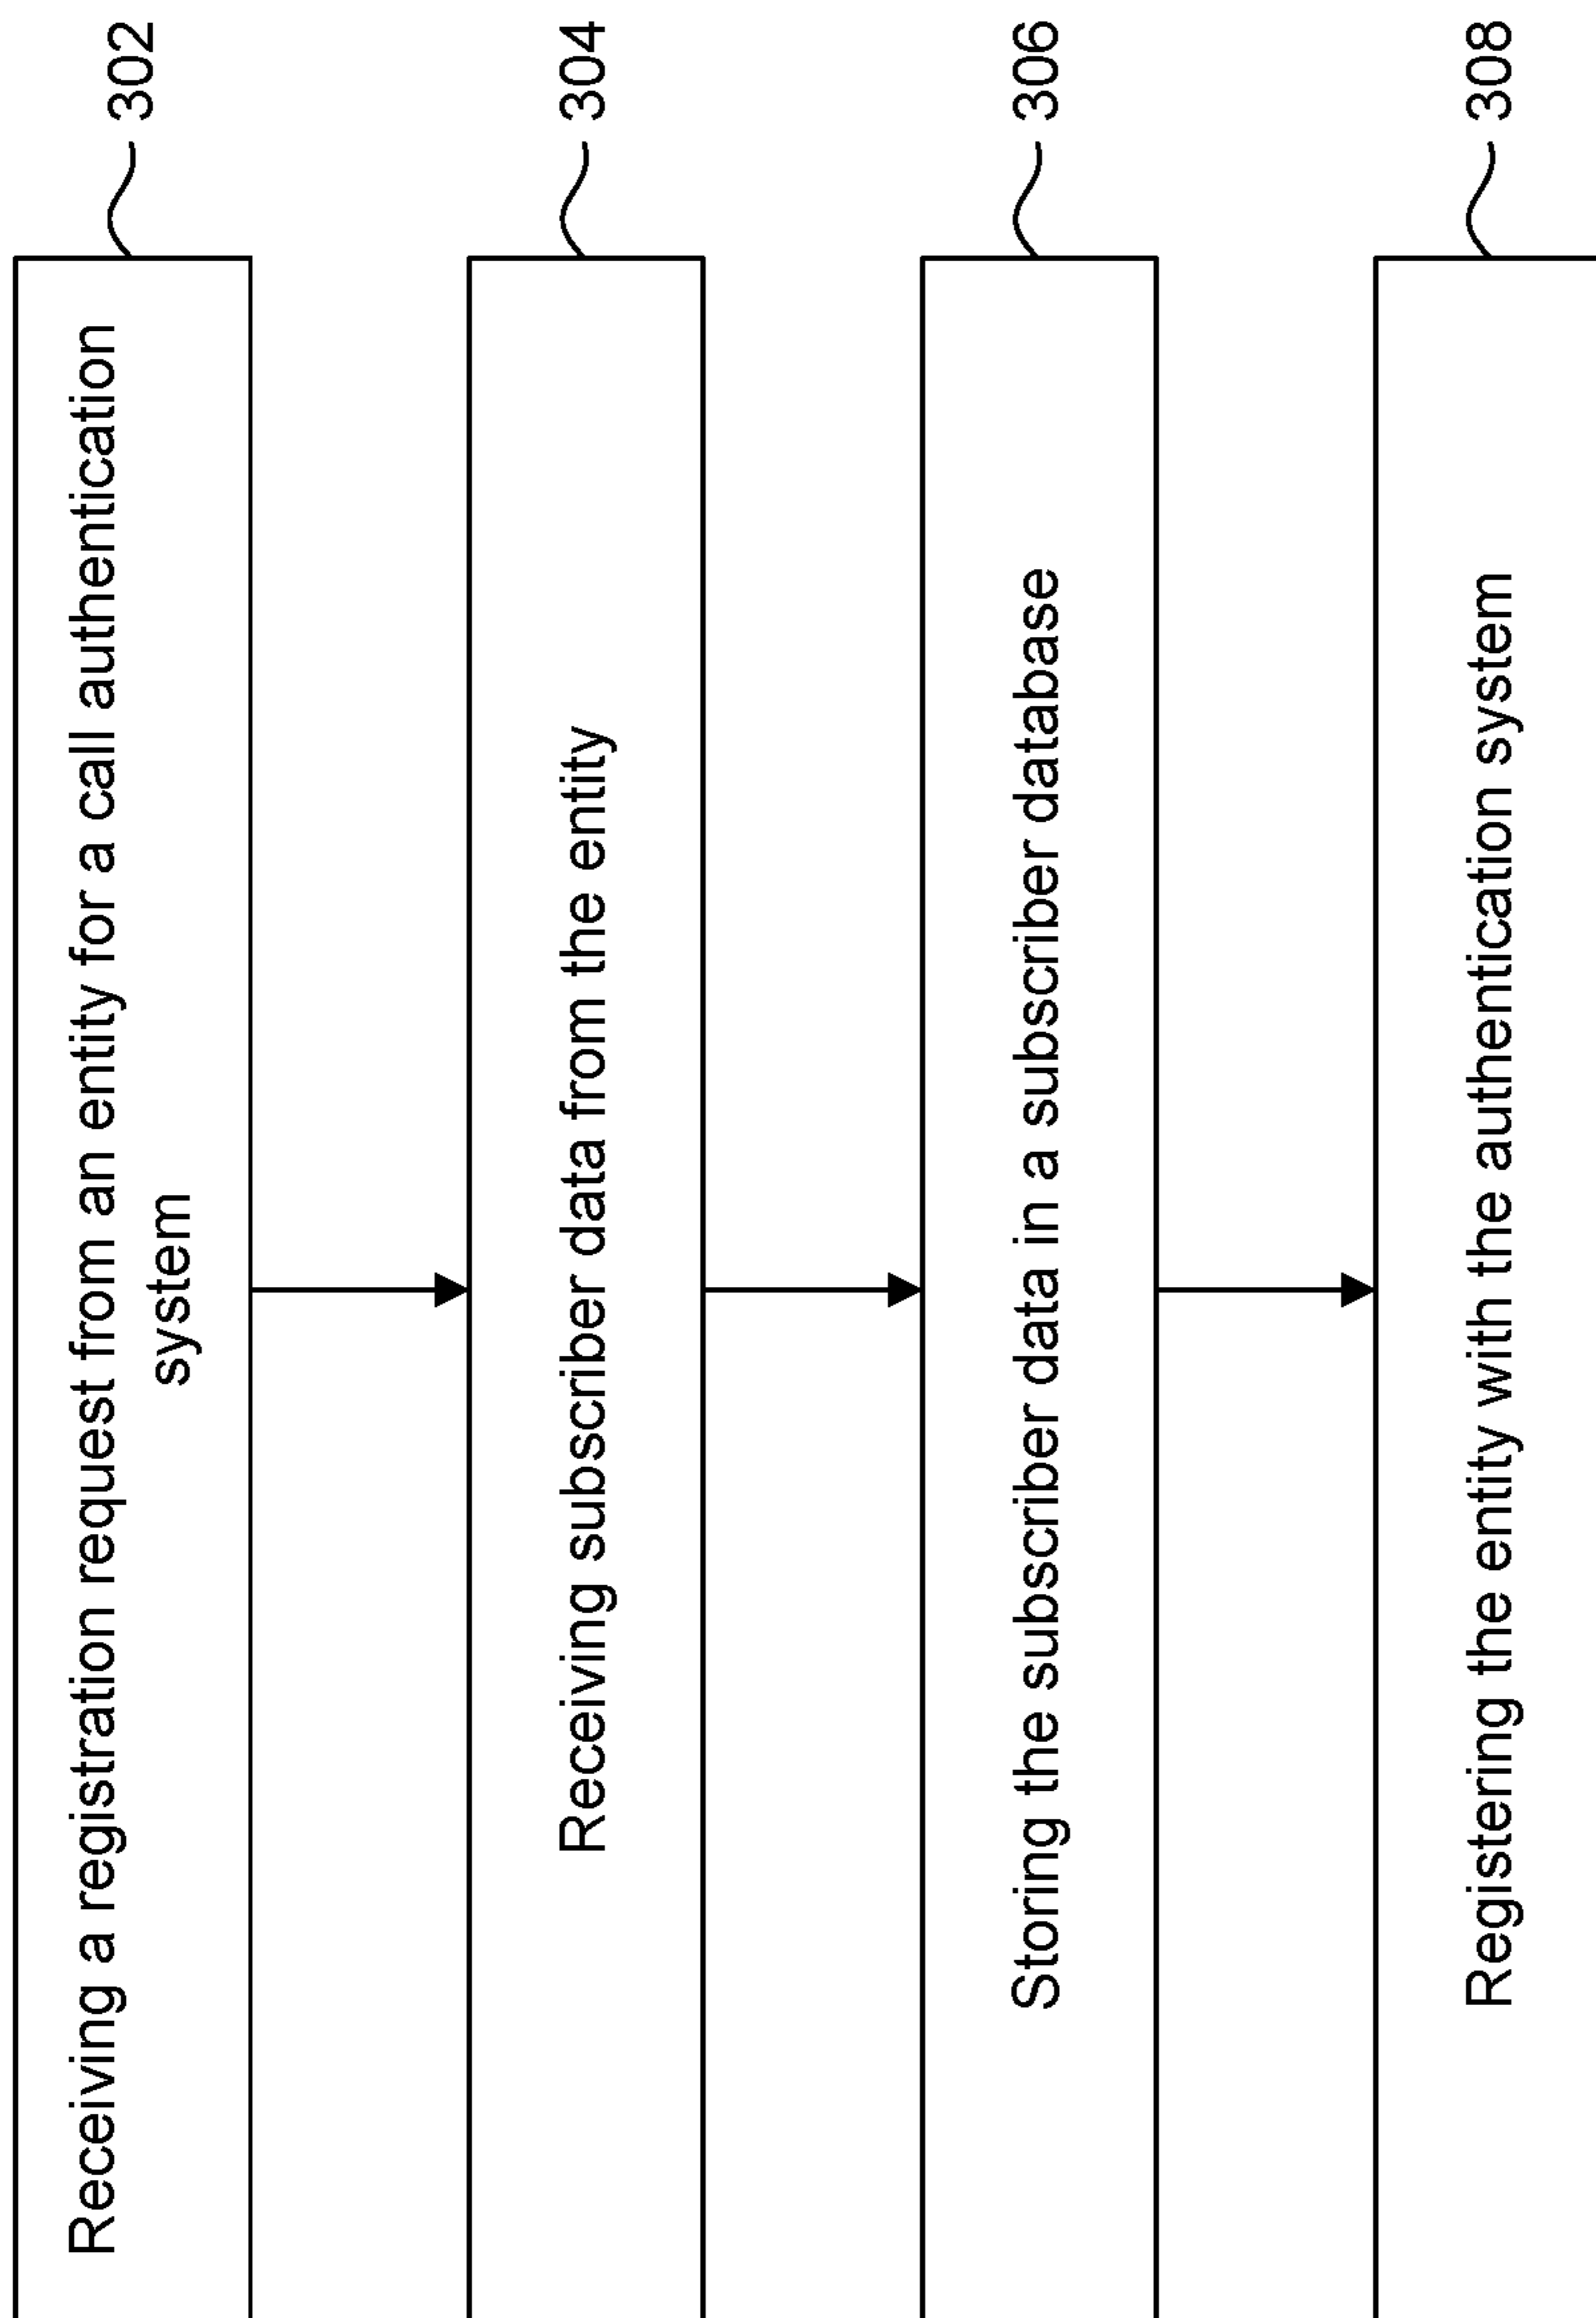 Receiving a registration request from an entity for a call authentication
system
302
Receiving subscriber data from the entity
304
Storing the subscriber data in a subscriber database
306
Registering the entity with the authentication system
308